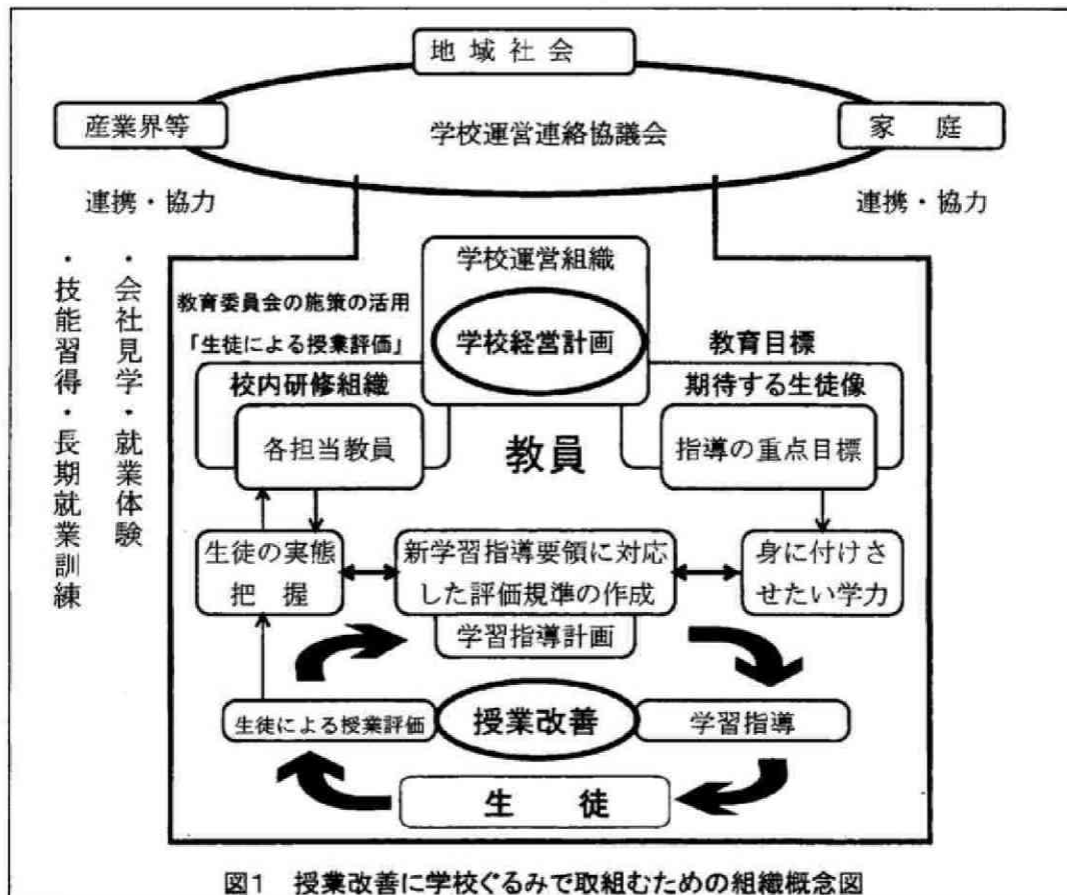 地域社会
産業界等
学校運営連絡協議会
家庭
連携・協力
連携・協力
・会社見学・就業体験
・技能習得・長期就業訓練
学校運営組織
教育委員会の施策の活用
「生徒による授業評価」
学校経営計画
教育目標
校内研修組織
期待する生徒像
各担当教員
教員
指導の重点目標
生徒の実態
把握
新学習指導要領に対応
した評価規準の作成
身に付けさ
せたい学力
学習指導計画
生徒による授業評価
授業改善
学習指導
生徒
図1 授業改善に学校ぐるみで取組むための組織概念図